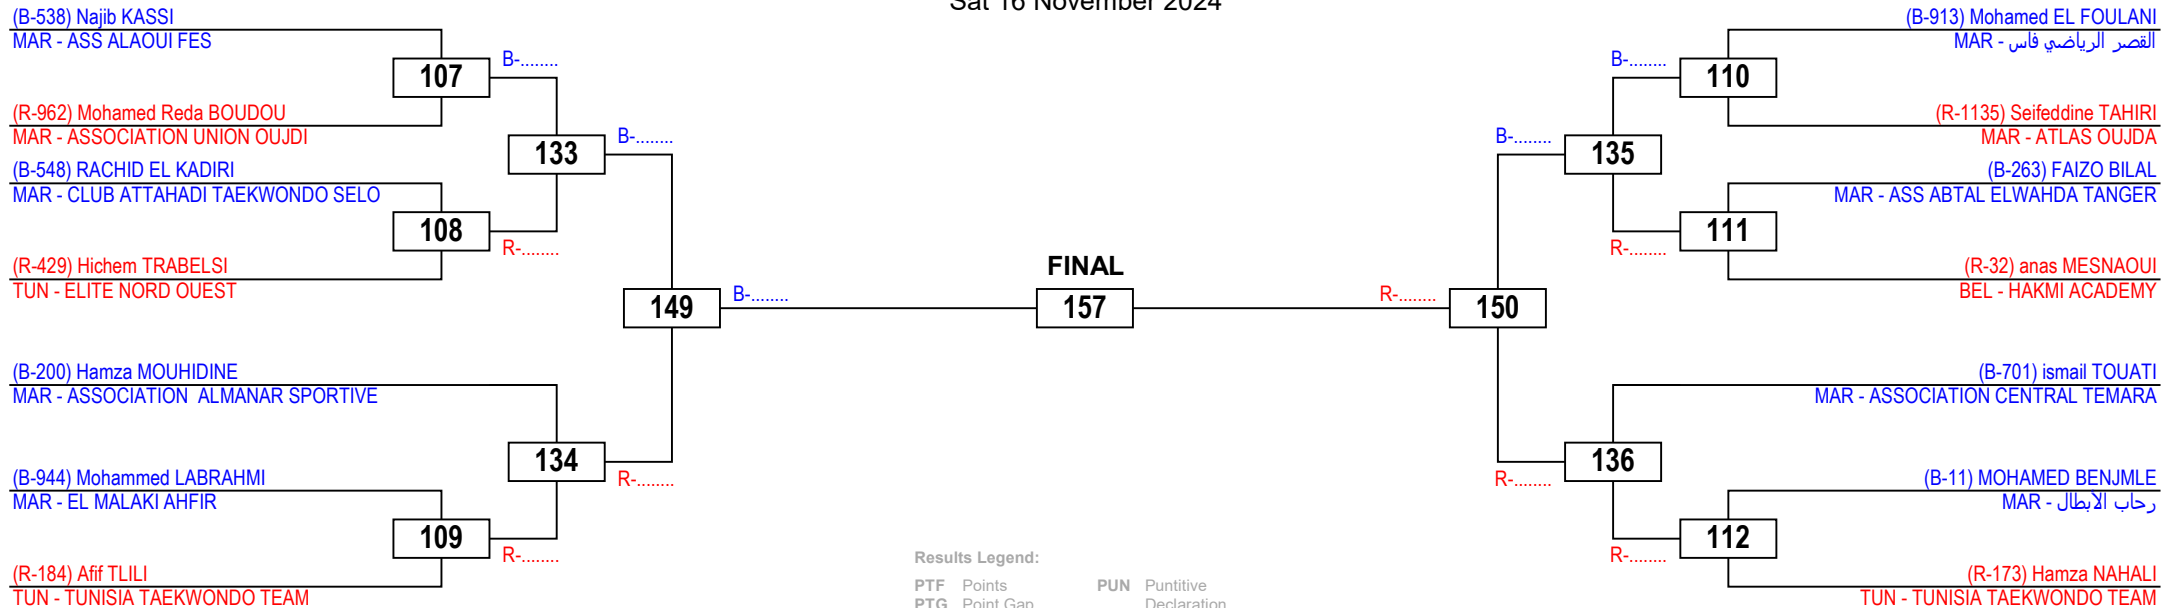 Sat 16 November 2024
(B-538) Najib KASSI
MAR - ASS ALAOUI FES
107
B-........
(R-962) Mohamed Reda BOUDOU
MAR - ASSOCIATION UNION OUJDI
133
B-........
(B-548) RACHID EL KADIRI
MAR - CLUB ATTAHADI TAEKWONDO SELO
108
R-........
(R-429) Hichem TRABELSI
TUN - ELITE NORD OUEST
149
B-........
(B-200) Hamza MOUHIDINE
MAR - ASSOCIATION  ALMANAR SPORTIVE
134
R-........
(B-944) Mohammed LABRAHMI
MAR - EL MALAKI AHFIR
109
R-........
(R-184) Afif TLILI
TUN - TUNISIA TAEKWONDO TEAM
FINAL
157
(B-913) Mohamed EL FOULANI
MAR - القصر الرياضي فاس
B-........
110
(R-1135) Seifeddine TAHIRI
MAR - ATLAS OUJDA
B-........
135
(B-263) FAIZO BILAL
MAR - ASS ABTAL ELWAHDA TANGER
111
R-........
(R-32) anas MESNAOUI
BEL - HAKMI ACADEMY
R-........
150
(B-701) ismail TOUATI
MAR - ASSOCIATION CENTRAL TEMARA
136
R-........
(B-11) MOHAMED BENJMLE
MAR - رحاب الأبطال
112
R-........
(R-173) Hamza NAHALI
TUN - TUNISIA TAEKWONDO TEAM
Results Legend:
PTF Points PUN Puntitive
PTG Point Gap Declaration